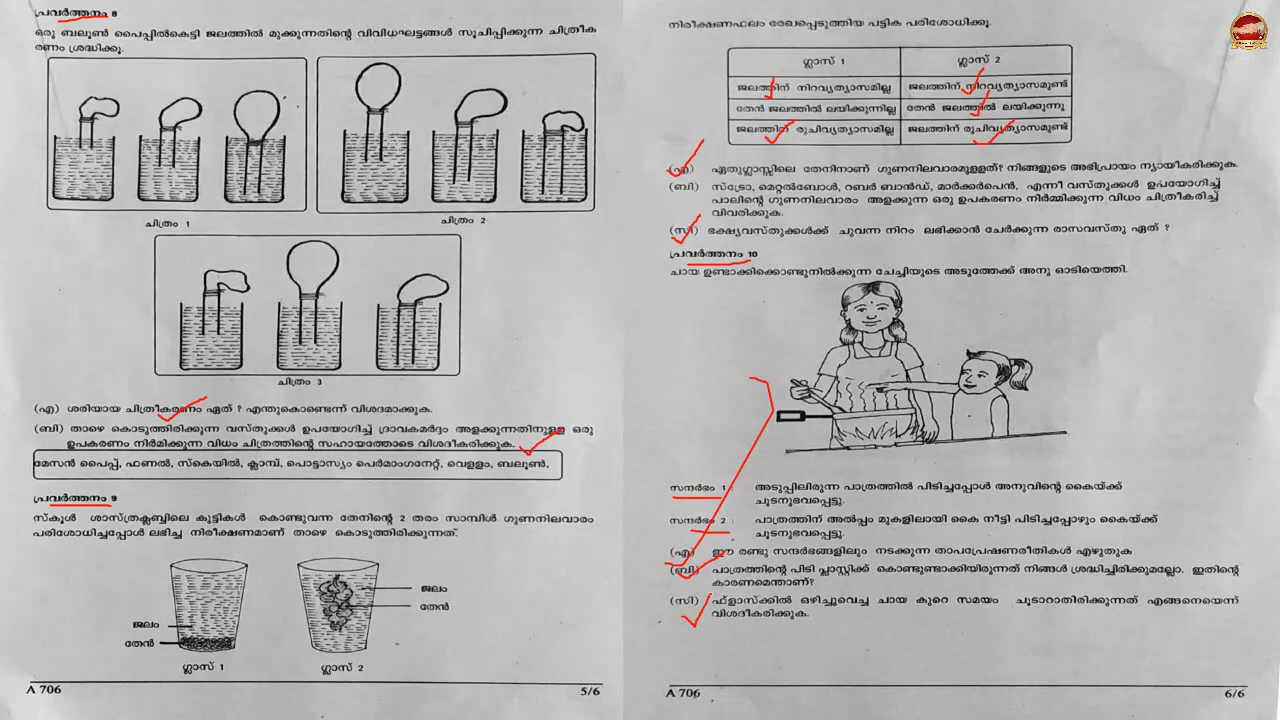 പ്രവർത്തനം 8
ഒരു ബലൂൺ പൈപ്പിൽകെട്ടി ജലത്തിൽ മുക്കുന്നതിന്റെ വിവിധഘട്ടങ്ങൾ സൂചിപ്പിക്കുന്ന ചിത്രീക
രണം ശ്രദ്ധിക്കൂ.
ചിത്രം 1
ചിത്രം 2
ചിത്രം 3
(എ) ശരിയായ ചിത്രീകരണം ഏത് ? എന്തുകൊണ്ടെന്ന് വിശദമാക്കുക.
(ബി) താഴെ കൊടുത്തിരിക്കുന്ന വസ്തുക്കൾ ഉപയോഗിച്ച് ദ്രാവകമർദ്ദം അളക്കുന്നതിനുള്ള ഒരു
ഉപകരണം നിർമിക്കുന്ന വിധം ചിത്രത്തിന്റെ സഹായത്തോടെ വിശദീകരിക്കുക.
മേസൻ പൈപ്പ്, ഫണൽ, സ്കെയിൽ, ക്ലാമ്പ്, പൊട്ടാസ്യം പെർമാംഗനേറ്റ്, വെള്ളം, ബലൂൺ,
പ്രവർത്തനം 9
സ്കൂൾ ശാസ്ത്രക്ലബ്ബിലെ കുട്ടികൾ കൊണ്ടുവന്ന തേനിന്റെ 2 തരം സാമ്പിൾ ഗുണനിലവാരം
പരിശോധിച്ചപ്പോൾ ലഭിച്ച നിരീക്ഷണമാണ് താഴെ കൊടുത്തിരിക്കുന്നത്.
ജലം
തേൻ
ജലം
തേൻ
ഗ്ലാസ് 1
ഗ്ലാസ് 2
A 706
5/6
നിരീക്ഷണഫലം രേഖപ്പെടുത്തിയ പട്ടിക പരിശോധിക്കൂ.
ഗ്ലാസ് 1
ഗ്ലാസ് 2
ജലത്തിന് നിറവ്യത്യാസമില്ല
ജലത്തിന് നിറവ്യത്യാസമുണ്ട്
തേൻ ജലത്തിൽ ലയിക്കുന്നില്ല
തേൻ ജലത്തിൽ ലയിക്കുന്നു
ജലത്തിന് രുചിവ്യത്യാസമില്ല
ജലത്തിന് രുചിവ്യത്യാസമുണ്ട്
(എ) ഏതുഗ്ലാസ്സിലെ തേനിനാണ് ഗുണനിലവാരമുള്ളത്? നിങ്ങളുടെ അഭിപ്രായം ന്യായീകരിക്കുക.
(ബി) സ്ട്രോ, മെറ്റൽബോൾ, റബർ ബാൻഡ്, മാർക്കർപെൻ, എന്നീ വസ്തുക്കൾ ഉപയോഗിച്ച്
പാലിന്റെ ഗുണനിലവാരം അളക്കുന്ന ഒരു ഉപകരണം നിർമ്മിക്കുന്ന വിധം ചിത്രീകരിച്ച്
വിവരിക്കുക.
(സി) ഭക്ഷ്യവസ്തുക്കൾക്ക് ചുവന്ന നിറം ലഭിക്കാൻ ചേർക്കുന്ന രാസവസ്തു ഏത് ?
പ്രവർത്തനം 10
ചായ ഉണ്ടാക്കിക്കൊണ്ടുനിൽക്കുന്ന ചേച്ചിയുടെ അടുത്തേക്ക് അനു ഓടിയെത്തി.
സന്ദർഭം 1 : അടുപ്പിലിരുന്ന പാത്രത്തിൽ പിടിച്ചപ്പോൾ അനുവിന്റെ കൈയ്ക്ക്
ചൂടനുഭവപ്പെട്ടു.
സന്ദർഭം 2 : പാത്രത്തിന് അൽപ്പം മുകളിലായി കൈ നീട്ടി പിടിച്ചപ്പോഴും കൈയ്ക്ക്
ചൂടനുഭവപ്പെട്ടു.
(എ) ഈ രണ്ടു സന്ദർഭങ്ങളിലും നടക്കുന്ന താപപ്രേഷണരീതികൾ എഴുതുക
(ബി) പാത്രത്തിന്റെ പിടി പ്ലാസ്റ്റിക്ക് കൊണ്ടുണ്ടാക്കിയിരുന്നത് നിങ്ങൾ ശ്രദ്ധിച്ചിരിക്കുമല്ലോ. ഇതിന്റെ
കാരണമെന്താണ്?
(സി) ഫ്ളാസ്ക്കിൽ ഒഴിച്ചുവെച്ച ചായ കുറെ സമയം ചൂടാറാതിരിക്കുന്നത് എങ്ങനെയെന്ന്
വിശദീകരിക്കുക.
A 706
6/6